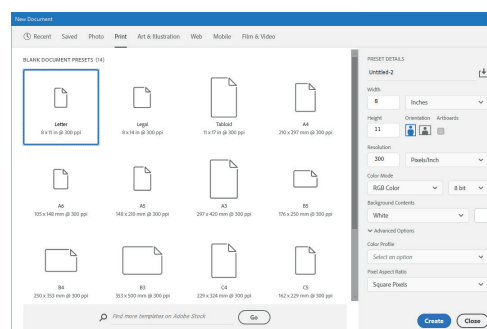 New Document
Recent Saved Photo Print Art & Illustration Web Mobile Film & Video
BLANK DOCUMENT PRESETS (14)
Letter
8 x 11 in @ 300 ppi
Legal
8 x 14 in @ 300 ppi
Tabloid
11 x 17 in @ 300 ppi
A4
210 x 297 mm @ 300 ppi
A6
105 x 148 mm @ 300 ppi
A5
148 x 210 mm @ 300 ppi
A3
297 x 420 mm @ 300 ppi
B5
176 x 250 mm @ 300 ppi
B4
250 x 353 mm @ 300 ppi
B3
353 x 500 mm @ 300 ppi
C4
229 x 324 mm @ 300 ppi
C5
162 x 229 mm @ 300 ppi
Find more templates on Adobe Stock
Go
PRESET DETAILS
Untitled-2
Width
8 Inches
Height Orientation Artboards
11
Resolution
300 Pixels/Inch
Color Mode
RGB Color 8 bit
Background Contents
White
Advanced Options
Color Profile
Select an option
Pixel Aspect Ratio
Square Pixels
Create Close